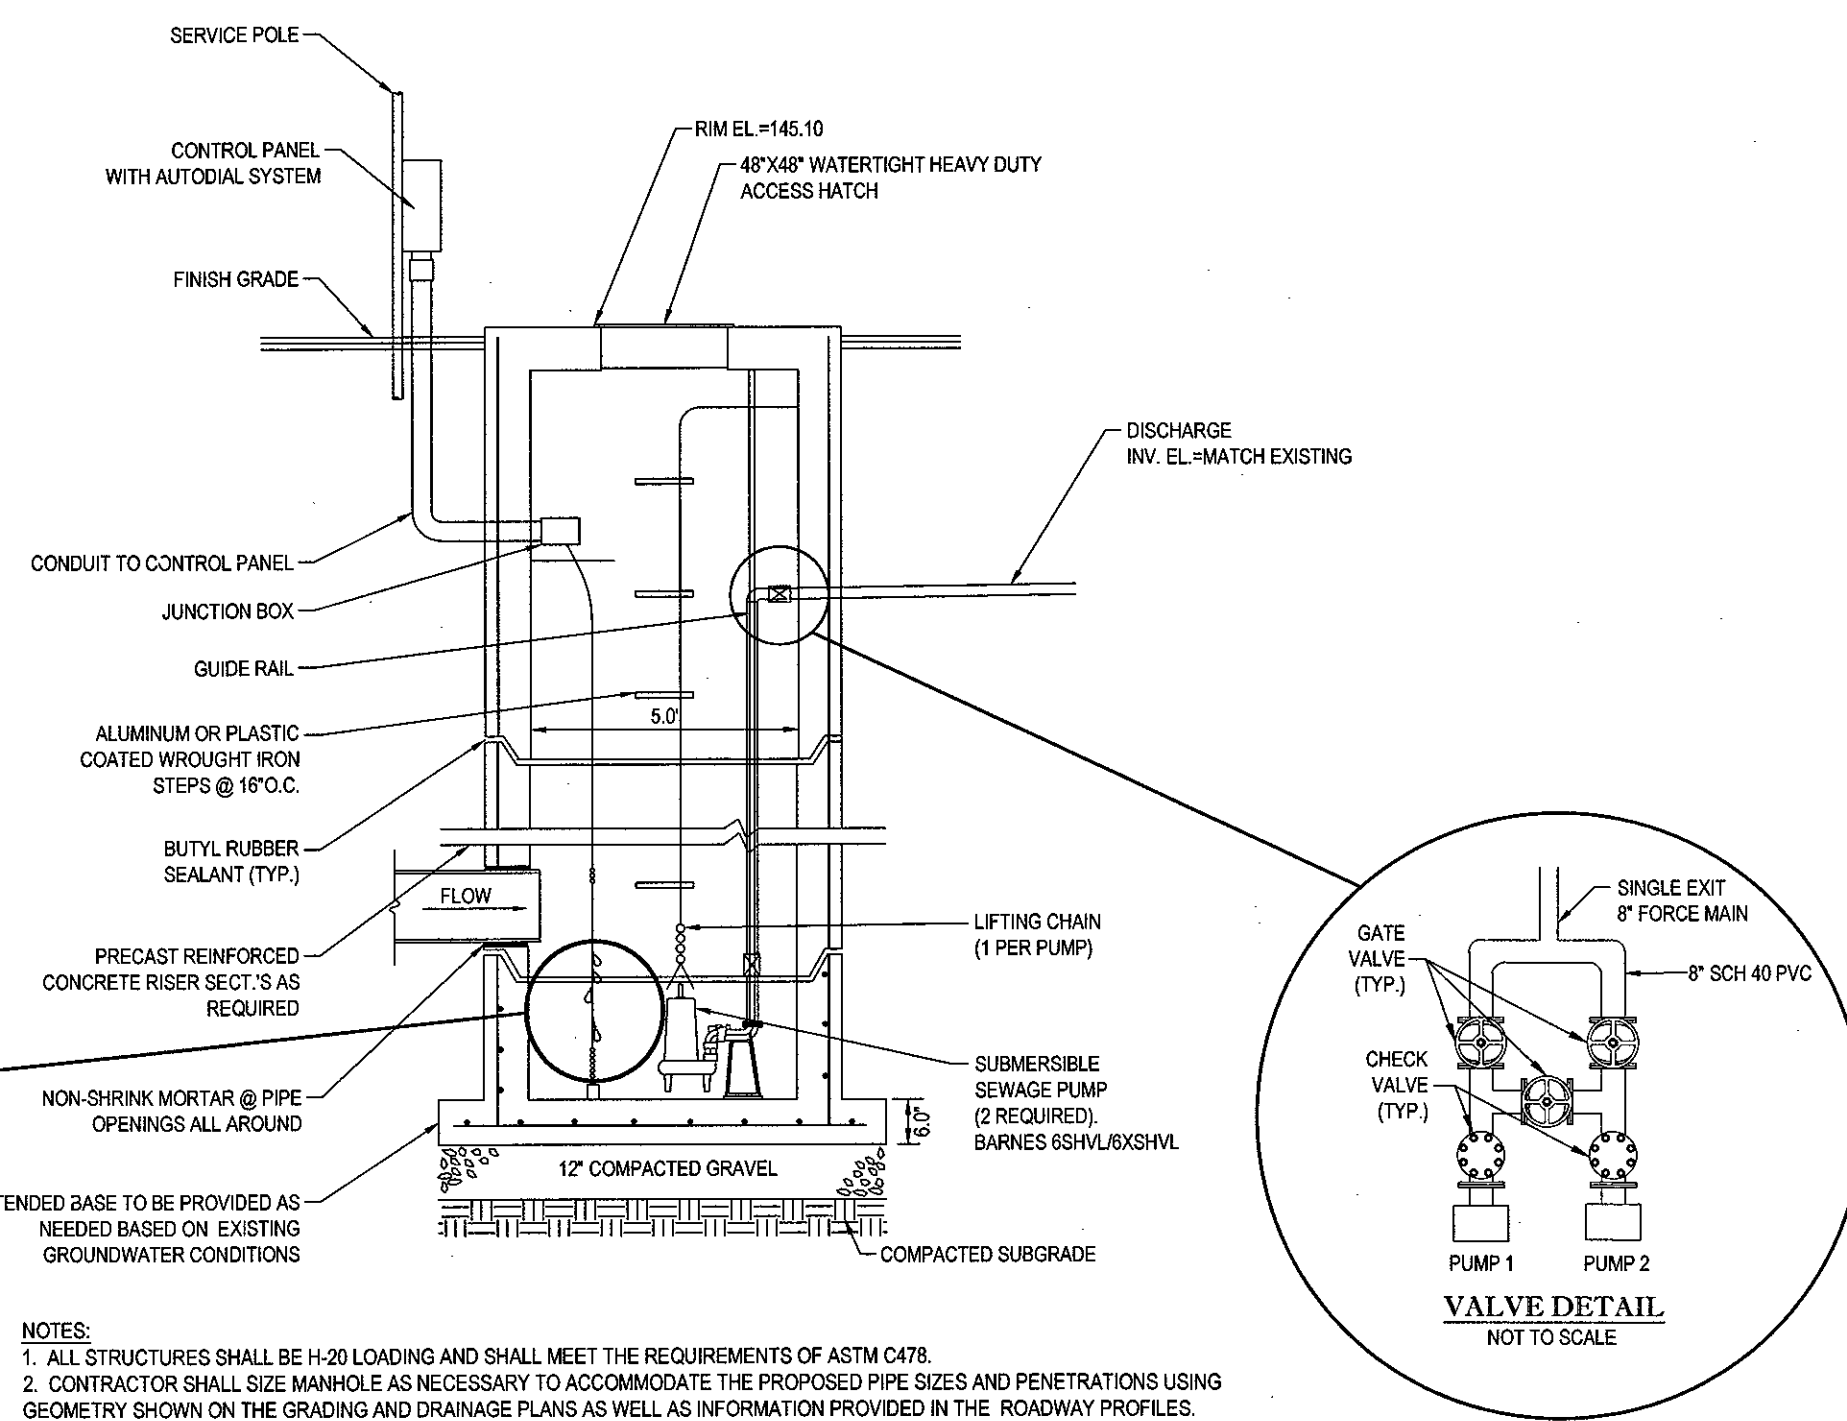 SERVICE POLE
CONTROL PANEL
WITH AUTODIAL SYSTEM
FINISH GRADE
RIM EL.=145.10
48"X48" WATERTIGHT HEAVY DUTY
ACCESS HATCH
DISCHARGE
INV. EL.=MATCH EXISTING
CONDUIT TO CONTROL PANEL
JUNCTION BOX
GUIDE RAIL
ALUMINUM OR PLASTIC
COATED WROUGHT IRON
STEPS @ 16"O.C.
5.0'
BUTYL RUBBER
SEALANT (TYP.)
FLOW
PRECAST REINFORCED
CONCRETE RISER SECT.'S AS
REQUIRED
LIFTING CHAIN
(1 PER PUMP)
NON-SHRINK MORTAR @ PIPE
OPENINGS ALL AROUND
SUBMERSIBLE
SEWAGE PUMP
(2 REQUIRED).
BARNES 6SHVL/6XSHVL
6.0"
12" COMPACTED GRAVEL
TENDED BASE TO BE PROVIDED AS
NEEDED BASED ON EXISTING
GROUNDWATER CONDITIONS
COMPACTED SUBGRADE
SINGLE EXIT
8" FORCE MAIN
GATE
VALVE
(TYP.)
8" SCH 40 PVC
CHECK
VALVE
(TYP.)
PUMP 1
PUMP 2
VALVE DETAIL
NOT TO SCALE
NOTES:
1. ALL STRUCTURES SHALL BE H-20 LOADING AND SHALL MEET THE REQUIREMENTS OF ASTM C478.
2. CONTRACTOR SHALL SIZE MANHOLE AS NECESSARY TO ACCOMMODATE THE PROPOSED PIPE SIZES AND PENETRATIONS USING
GEOMETRY SHOWN ON THE GRADING AND DRAINAGE PLANS AS WELL AS INFORMATION PROVIDED IN THE ROADWAY PROFILES.